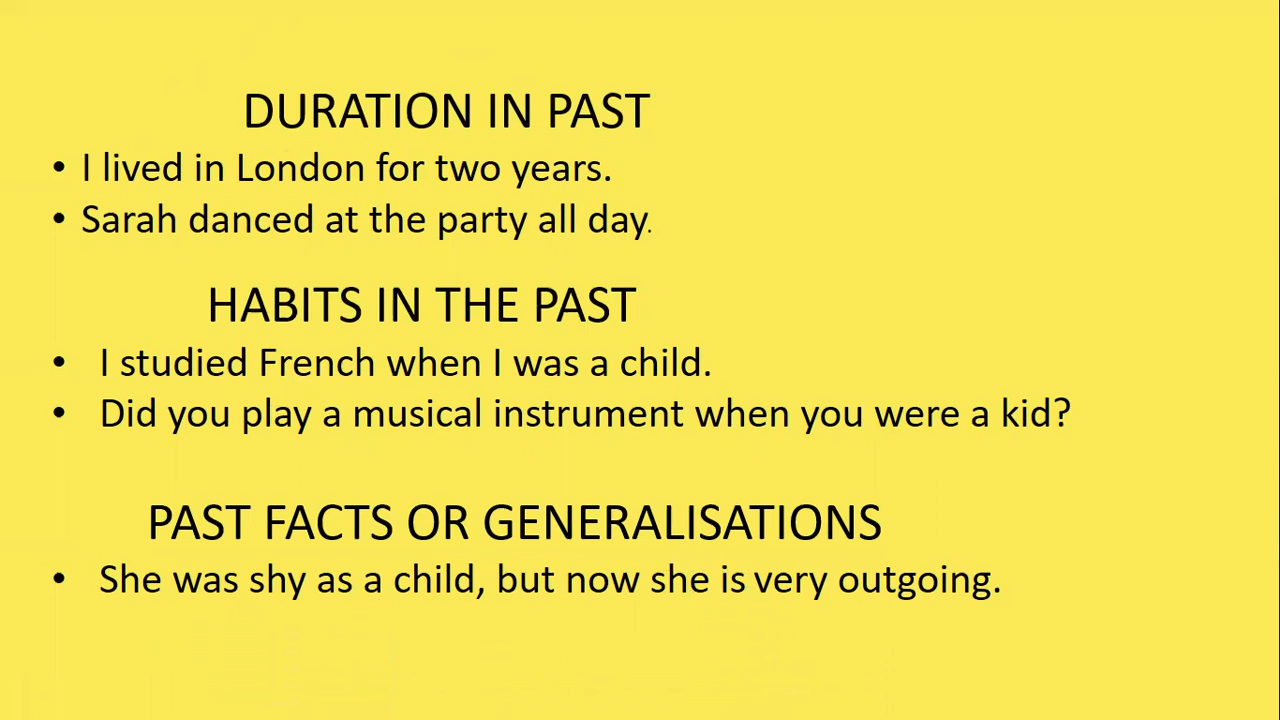 DURATION IN PAST
• I lived in London for two years.
• Sarah danced at the party all day.
HABITS IN THE PAST
• I studied French when I was a child.
• Did you play a musical instrument when you were a kid?
PAST FACTS OR GENERALISATIONS
• She was shy as a child, but now she is very outgoing.